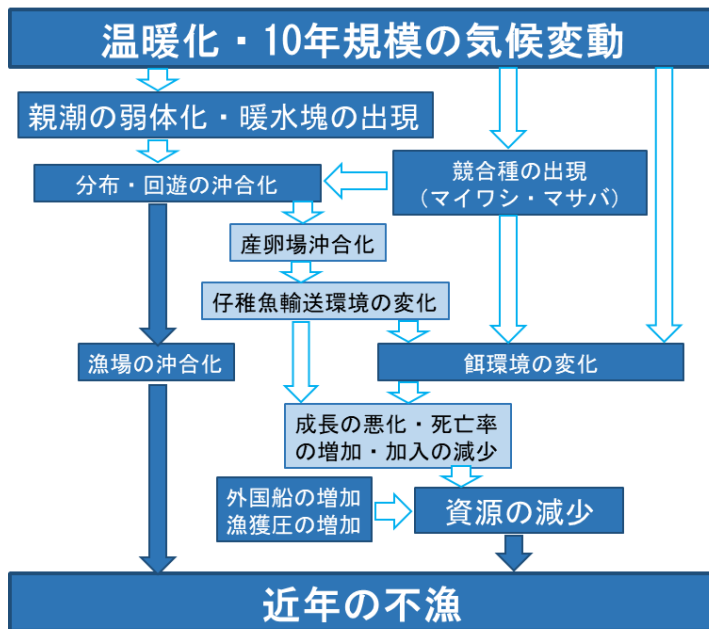 温暖化・10年規模の気候変動
親潮の弱体化・暖水塊の出現
分布・回遊の沖合化
競合種の出現
（マイワシ・マサバ）
産卵場沖合化
仔稚魚輸送環境の変化
漁場の沖合化
餌環境の変化
成長の悪化・死亡率
の増加・加入の減少
外国船の増加
漁獲圧の増加
資源の減少
近年の不漁